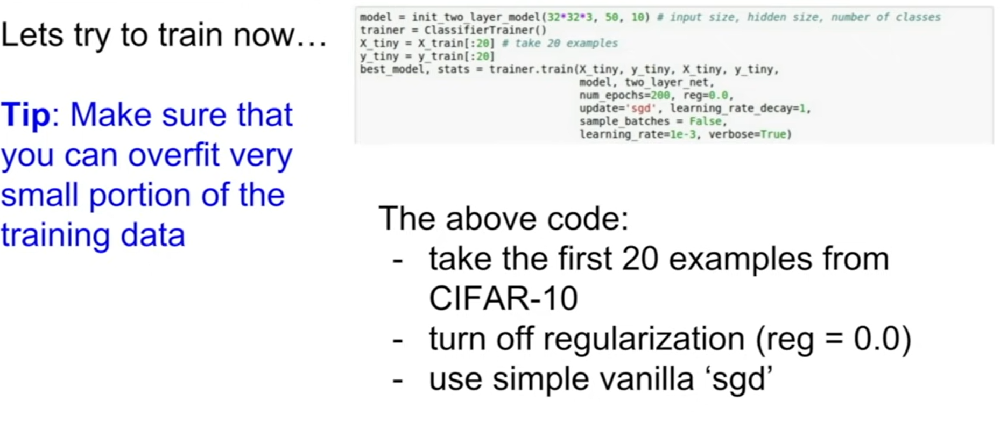 Lets try to train now...
Tip: Make sure that
you can overfit very
small portion of the
training data
model = init_two_layer_model(32*32*3, 50, 10) # input size, hidden size, number of classes
trainer = ClassifierTrainer()
X_tiny = X_train[:20] # take 20 examples
y_tiny = y_train[:20]
best_model, stats = trainer.train(X_tiny, y_tiny, X_tiny, y_tiny,
model, two_layer_net,
num_epochs=200, reg=0.0,
update='sgd', learning_rate_decay=1,
sample_batches = False,
learning_rate=1e-3, verbose=True)
The above code:
- take the first 20 examples from
CIFAR-10
- turn off regularization (reg = 0.0)
- use simple vanilla ‘sgd’